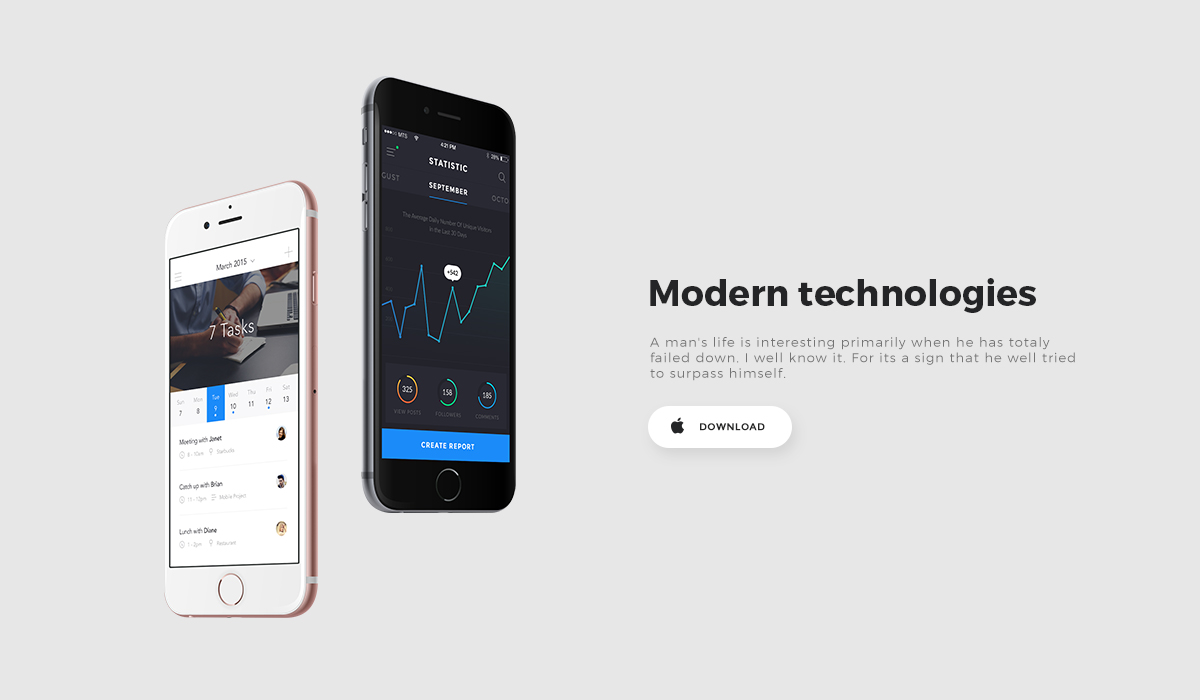 March 2015
7 Tasks
Sun Mon Tue Wed Thu Fri Sat
7 8 9 10 11 12 13
Meeting with Janet
8 - 10am Starbucks
Catch up with Brian
11 - 10pm Mobile Project
Lunch with Diane
1 - 2pm Restaurant
MTS 4:21 PM 28%
STATISTIC
GUST SEPTEMBER OCTO
The Average Daily Number Of Unique Visitors
In the Last 30 Days
+542
325 158 185
VIEW POSTS FOLLOWERS COMMENTS
CREATE REPORT
Modern technologies
A man's life is interesting primarily when he has totaly
failed down. I well know it. For its a sign that he well tried
to surpass himself.
DOWNLOAD